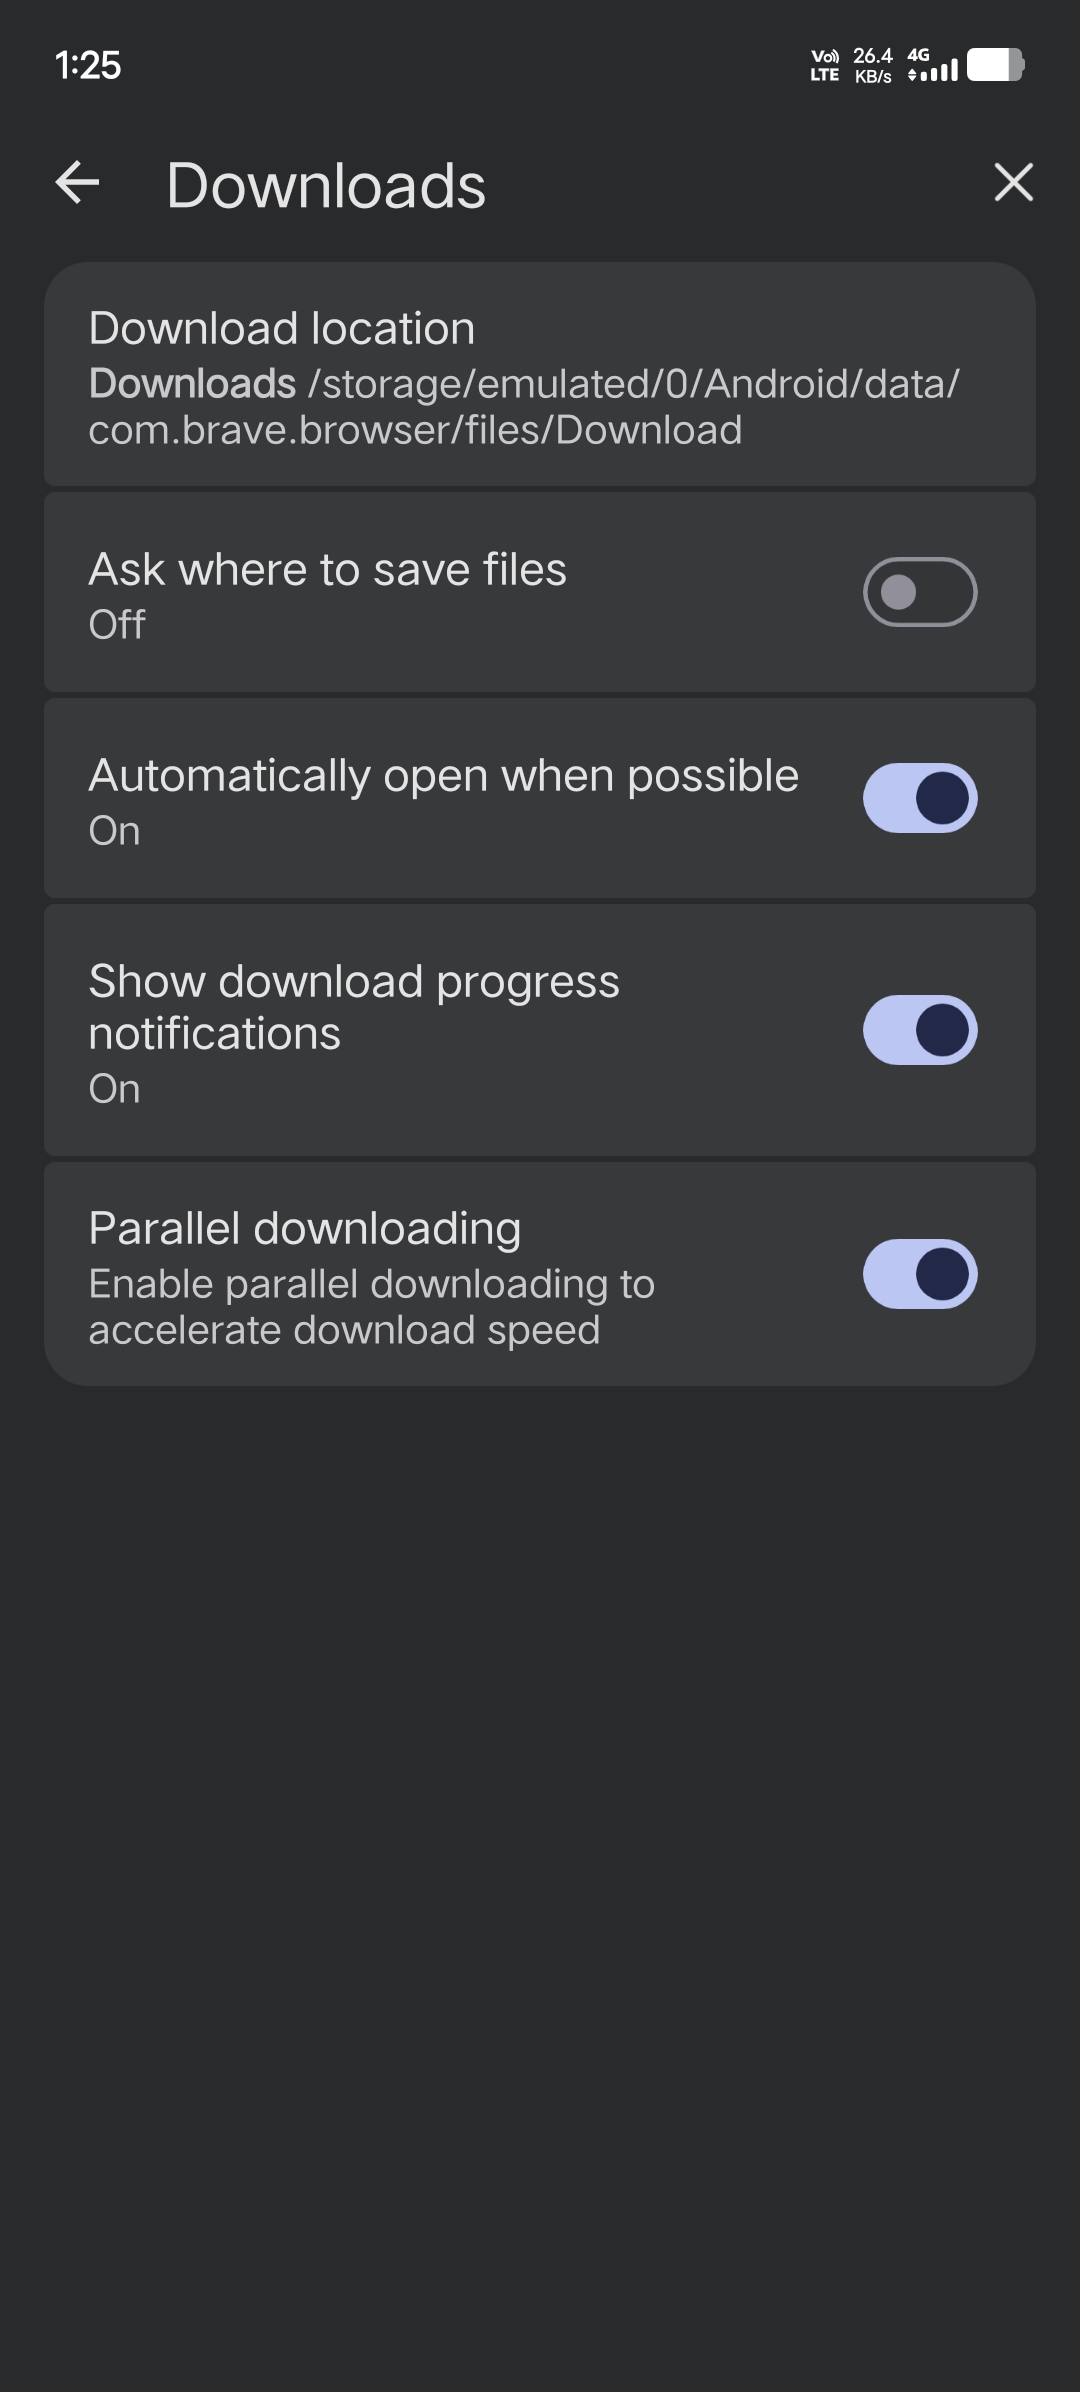 1:25
Vo LTE
26.4 KB/s
4G
Downloads
Download location
Downloads /storage/emulated/0/Android/data/
com.brave.browser/files/Download
Ask where to save files
Off
Automatically open when possible
On
Show download progress
notifications
On
Parallel downloading
Enable parallel downloading to
accelerate download speed